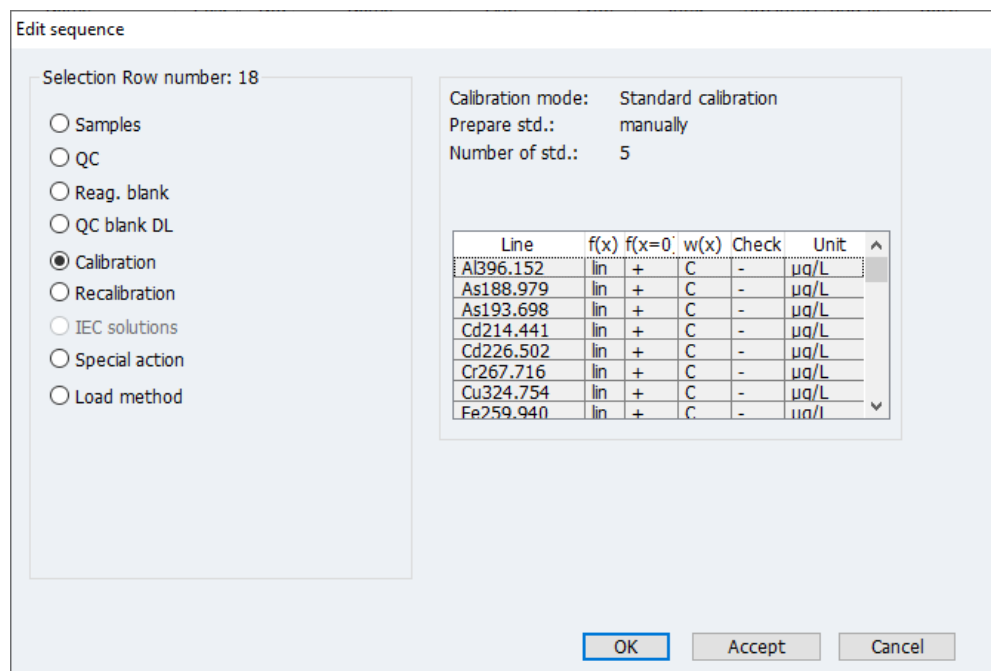 Edit sequence
Selection Row number: 18
Samples
QC
Reag. blank
QC blank DL
Calibration
Recalibration
IEC solutions
Special action
Load method
Calibration mode: Standard calibration
Prepare std.: manually
Number of std.: 5
Line f(x) f(x=0) w(x) Check Unit
Al396.152 lin + C - µg/L
As188.979 lin + C - µg/L
As193.698 lin + C - µg/L
Cd214.441 lin + C - µg/L
Cd226.502 lin + C - µg/L
Cr267.716 lin + C - µg/L
Cu324.754 lin + C - µg/L
Fe259.940 lin + C - µg/L
OK Accept Cancel